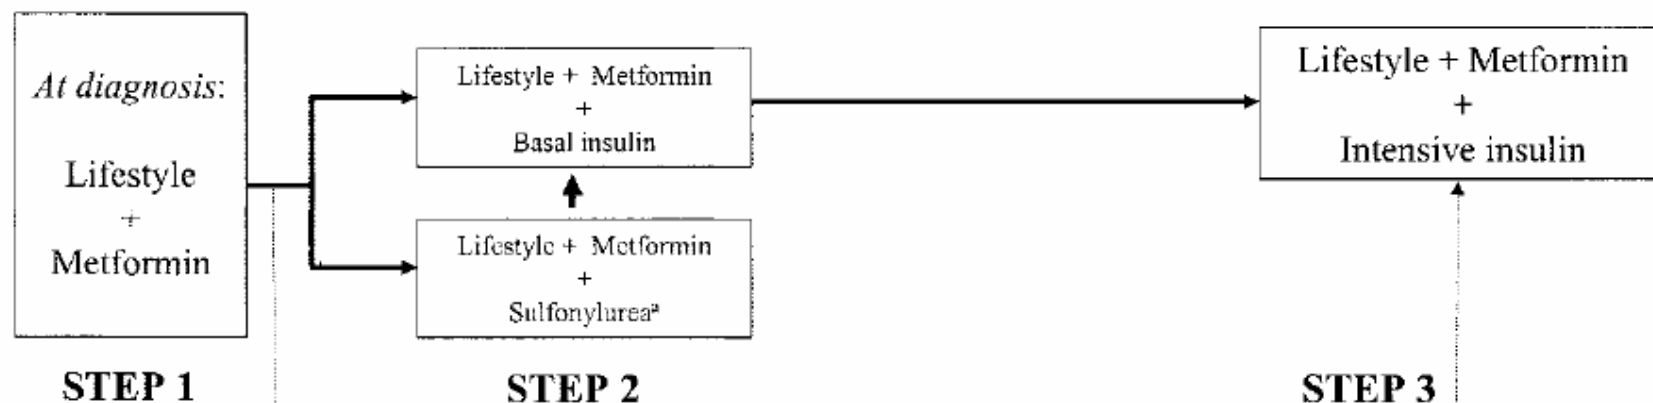 At diagnosis:
Lifestyle
+
Metformin
Lifestyle + Metformin
+
Basal insulin
Lifestyle + Metformin
+
Sulfonylureaª
Lifestyle + Metformin
+
Intensive insulin
STEP 1
STEP 2
STEP 3